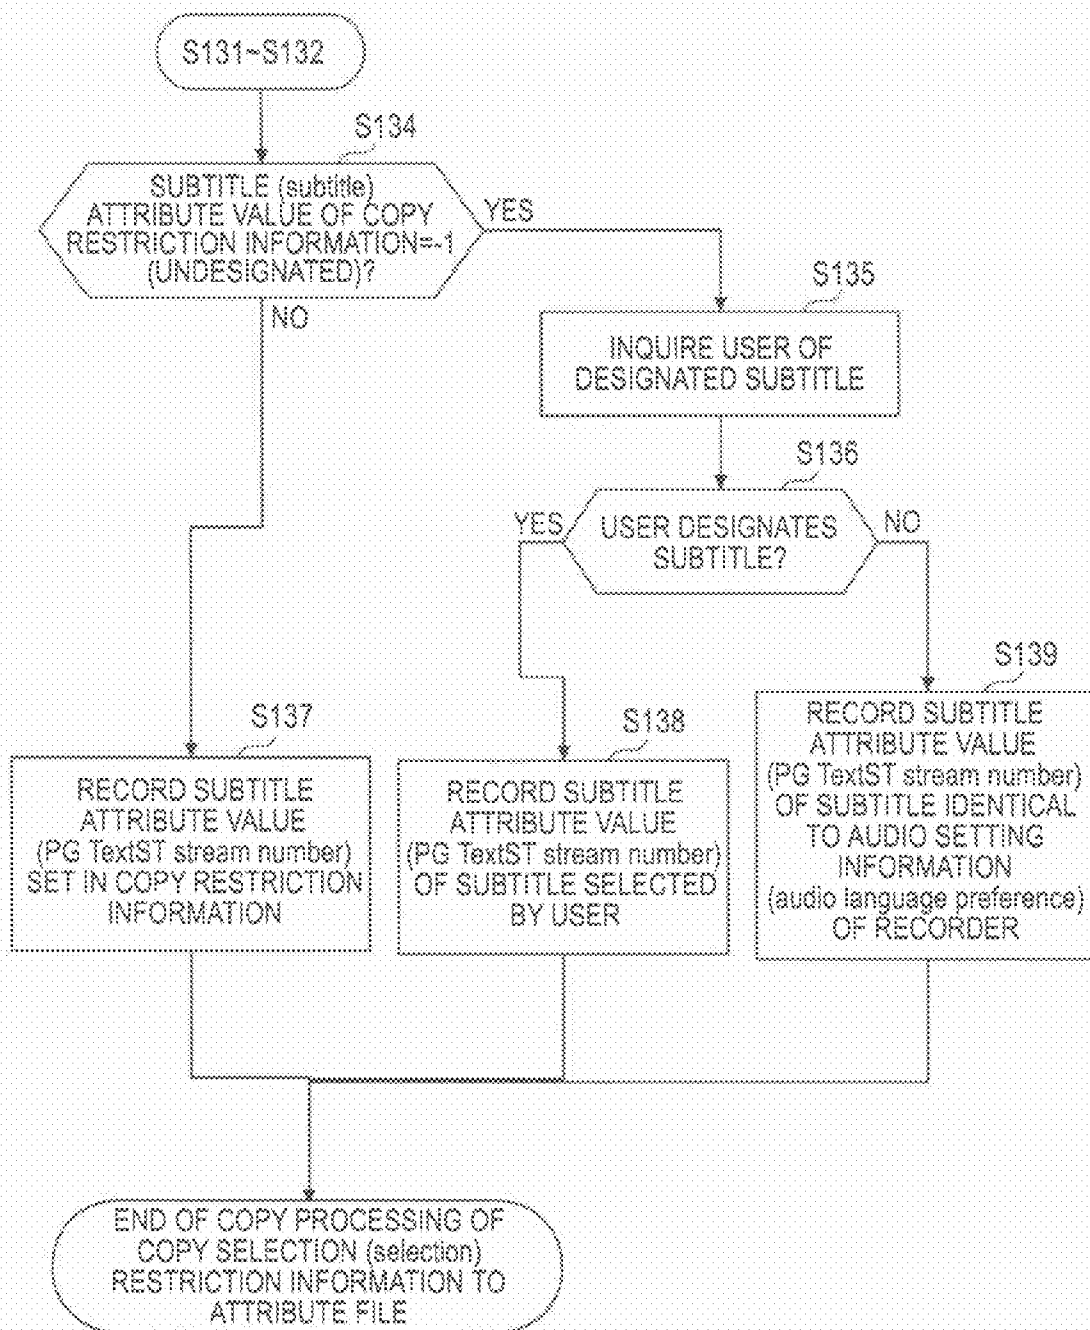 S131~S132
S134
SUBTITLE (subtitle)
ATTRIBUTE VALUE OF COPY
RESTRICTION INFORMATION=-1
(UNDESIGNATED)?
YES
NO
S135
INQUIRE USER OF
DESIGNATED SUBTITLE
S136
YES
USER DESIGNATES
SUBTITLE?
NO
S137
RECORD SUBTITLE
ATTRIBUTE VALUE
(PG TextST stream number)
SET IN COPY RESTRICTION
INFORMATION
S138
RECORD SUBTITLE
ATTRIBUTE VALUE
(PG TextST stream number)
OF SUBTITLE SELECTED
BY USER
S139
RECORD SUBTITLE
ATTRIBUTE VALUE
(PG TextST stream number)
OF SUBTITLE IDENTICAL
TO AUDIO SETTING
INFORMATION
(audio language preference)
OF RECORDER
END OF COPY PROCESSING OF
COPY SELECTION (selection)
RESTRICTION INFORMATION TO
ATTRIBUTE FILE